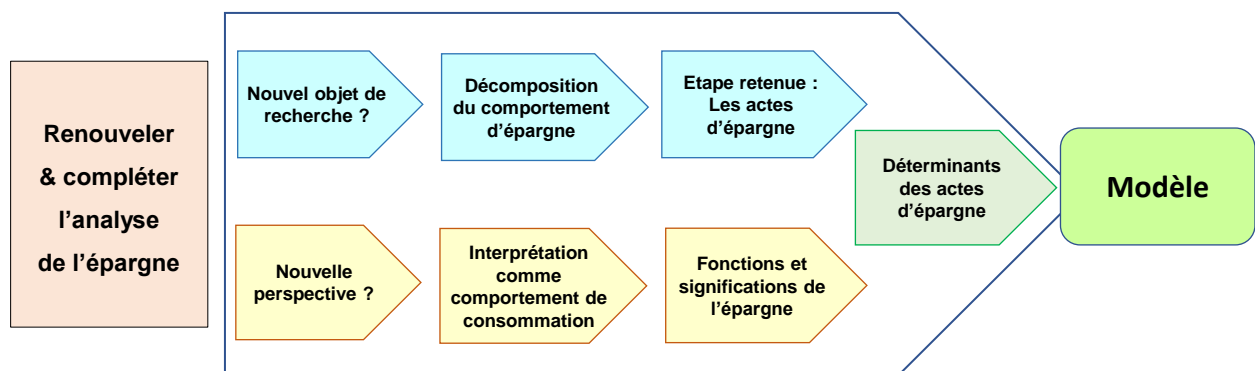 Renouveler
& compléter
l’analyse
de l’épargne
Nouvel objet de
recherche ?
Décomposition
du comportement
d’épargne
Etape retenue :
Les actes
d’épargne
Nouvelle
perspective ?
Interprétation
comme
comportement de
consommation
Fonctions et
significations de
l’épargne
Déterminants
des actes
d’épargne
Modèle